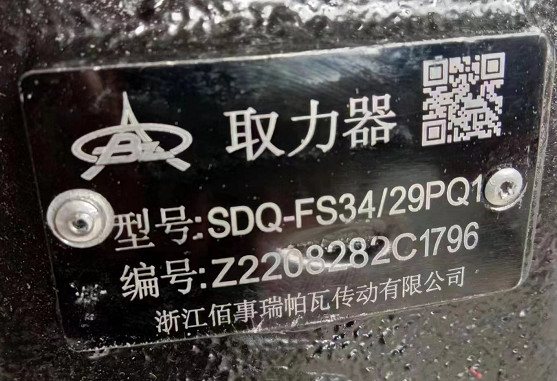 取力器
型号:SDQ-FS34/29PQ1
编号:Z2208282C1796
浙江佰事瑞帕瓦传动有限公司